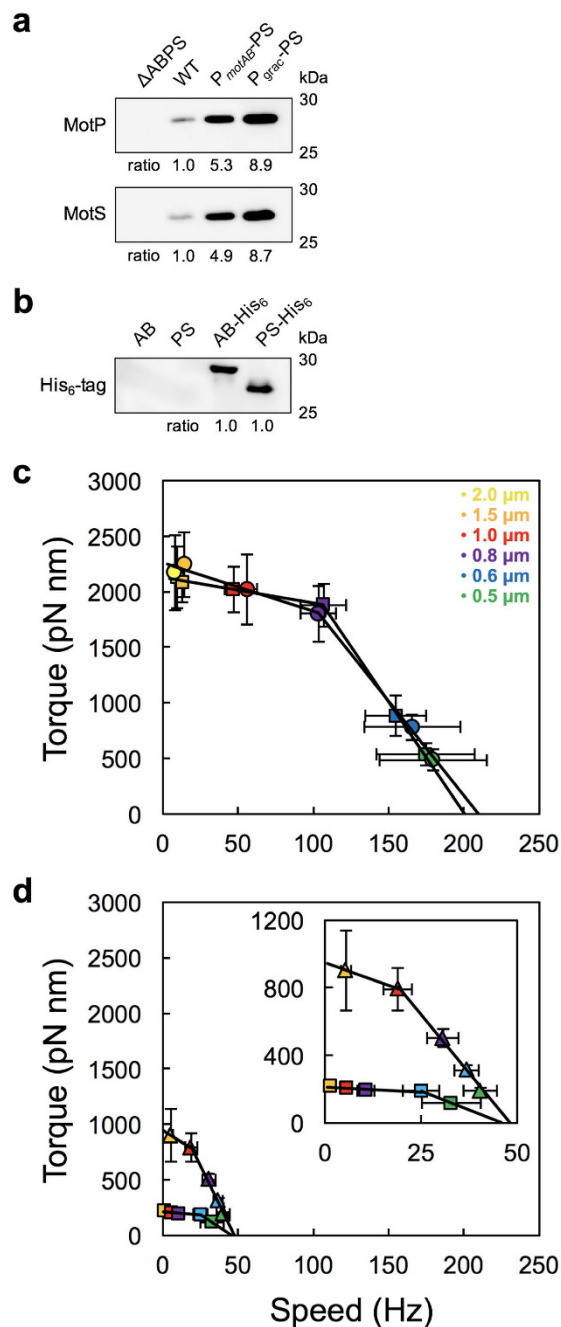 a
ΔABPS WT PmotAB-PS Pgrac-PS
kDa
MotP
30
25
ratio 1.0 5.3 8.9
MotS
30
25
ratio 1.0 4.9 8.7
b
AB PS AB-His6 PS-His6
kDa
His6-tag
30
25
ratio 1.0 1.0
c
Torque (pN nm)
3000
2500
2000
1500
1000
500
0
• 2.0 µm
• 1.5 µm
• 1.0 µm
• 0.8 µm
• 0.6 µm
• 0.5 µm
0 50 100 150 200 250
d
Torque (pN nm)
3000
2500
2000
1500
1000
500
0
1200
800
400
0
0 25 50
0 50 100 150 200 250
Speed (Hz)